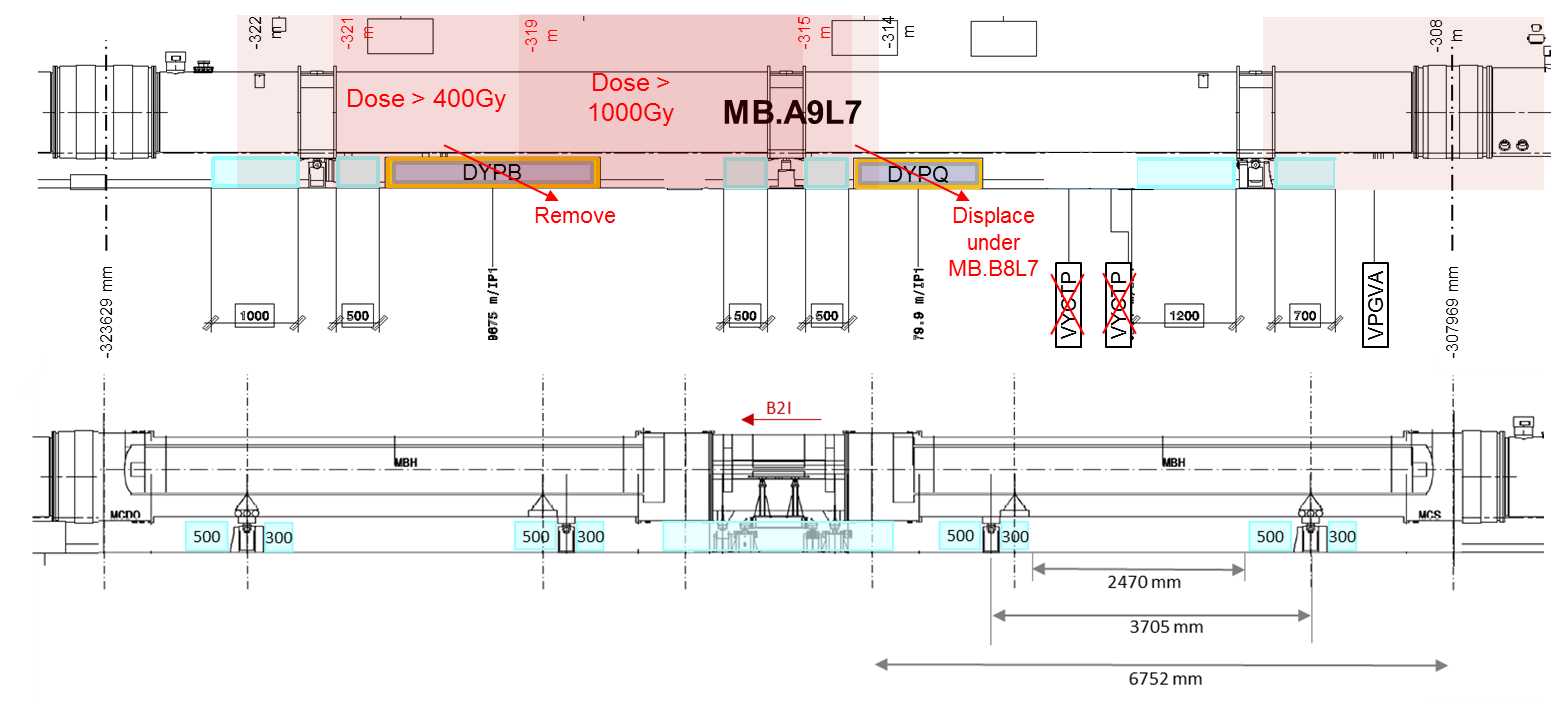 -322 m
-321 m
-319 m
-315 m
-314 m
-308 m
Dose > 400Gy
Dose >
1000Gy
MB.A9L7
DYPB
DYPQ
Remove
Displace
under
MB.B8L7
-323629 mm
1000
500
9675 m/IP1
500
500
79.9 m/IP1
VYCTP
VYCTP
1200
700
VPGVA
-307969 mm
B2I
MBH
MBH
MCDO
MCS
500
300
500
300
500
300
500
300
2470 mm
3705 mm
6752 mm